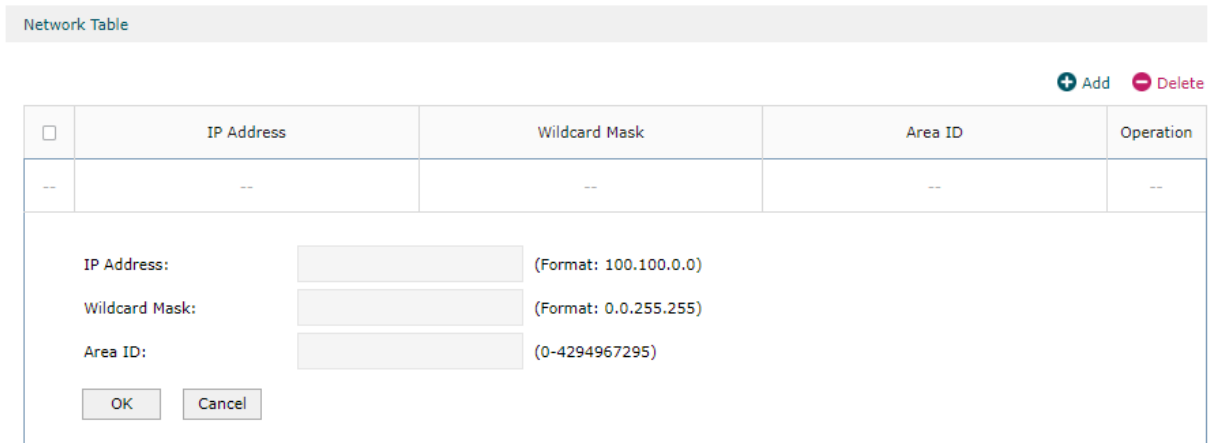 Network Table
Add Delete
IP Address Wildcard Mask Area ID Operation
-- -- -- -- --
IP Address: (Format: 100.100.0.0)
Wildcard Mask: (Format: 0.0.255.255)
Area ID: (0-4294967295)
OK Cancel